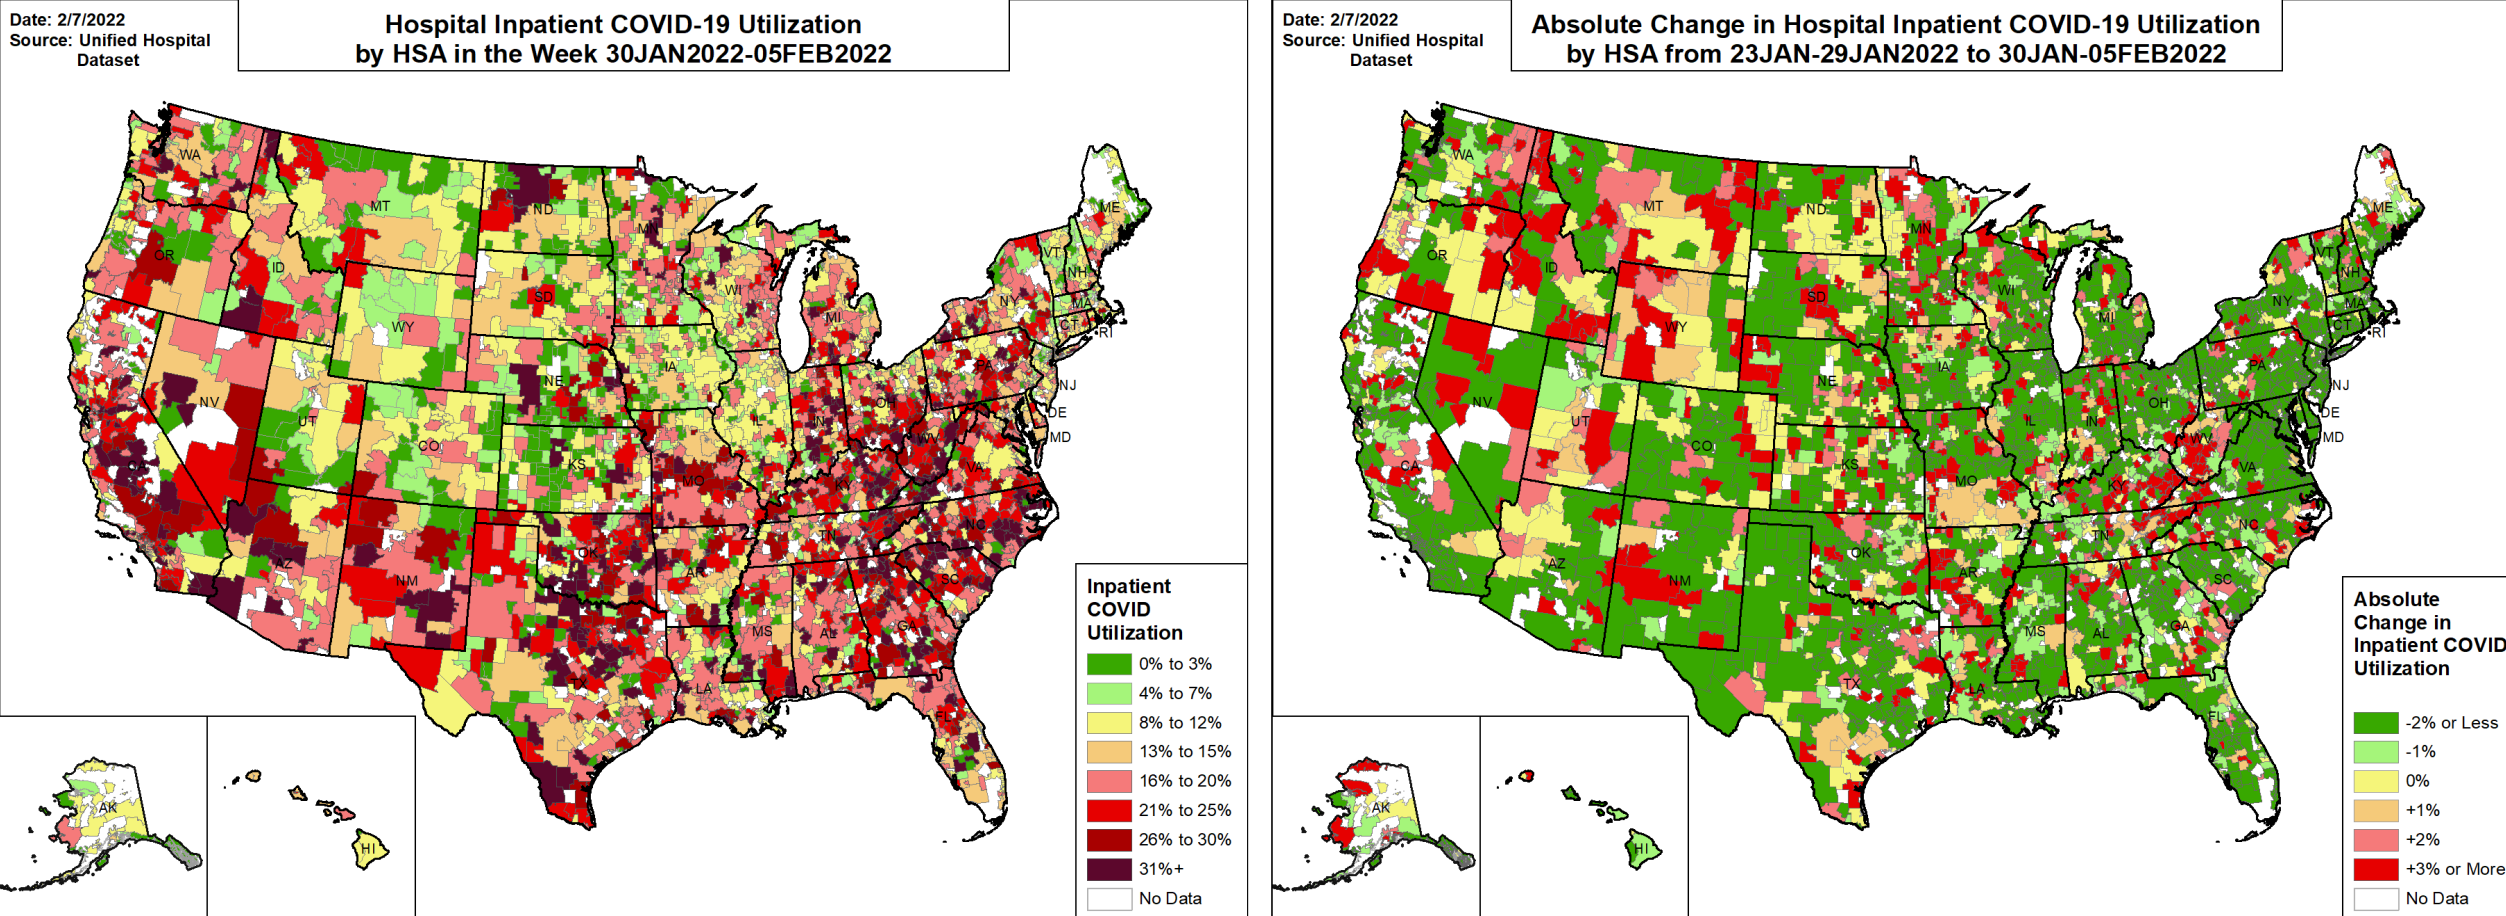 Date: 2/7/2022
Source: Unified Hospital
Dataset
Hospital Inpatient COVID-19 Utilization
by HSA in the Week 30JAN2022-05FEB2022
WA
MT
ND
MN
ME
OR
ID
SD
WI
MI
NY
VT
NH
MA
CT
RI
WY
NE
IA
PA
NJ
NV
UT
CO
KS
IL
IN
OH
WV
DE
MD
VA
CA
MO
KY
NC
AZ
NM
OK
AR
TN
SC
MS
AL
GA
TX
LA
FL
AK
HI
Inpatient
COVID
Utilization
0% to 3%
4% to 7%
8% to 12%
13% to 15%
16% to 20%
21% to 25%
26% to 30%
31%+
No Data
Date: 2/7/2022
Source: Unified Hospital
Dataset
Absolute Change in Hospital Inpatient COVID-19 Utilization
by HSA from 23JAN-29JAN2022 to 30JAN-05FEB2022
WA
MT
ND
MN
ME
OR
ID
SD
WI
MI
NY
VT
NH
MA
CT
RI
WY
NE
IA
PA
NJ
NV
UT
CO
KS
IL
IN
OH
WV
DE
MD
VA
CA
MO
KY
NC
AZ
NM
OK
AR
TN
SC
MS
AL
GA
TX
LA
FL
AK
HI
Absolute
Change in
Inpatient COVID
Utilization
-2% or Less
-1%
0%
+1%
+2%
+3% or More
No Data